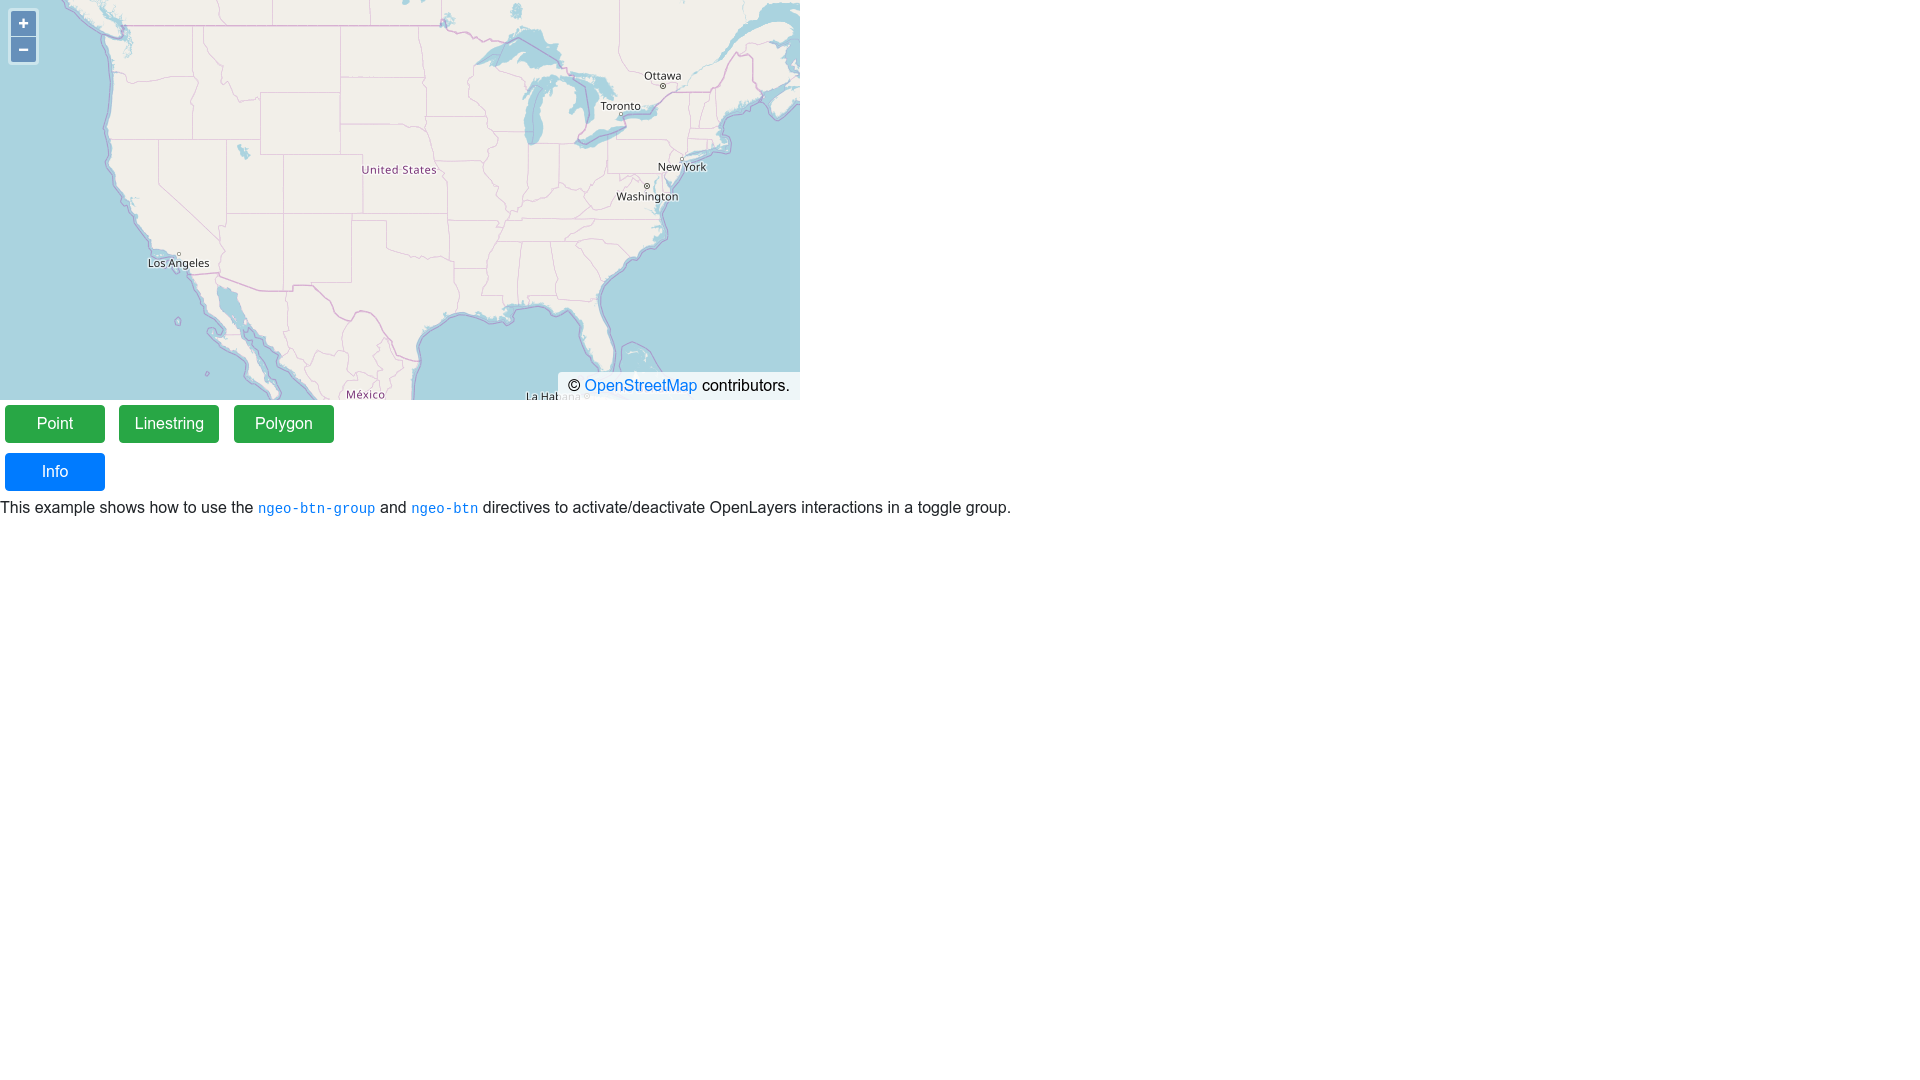 +
−
Ottawa
Toronto
New York
United States
Washington
Los Angeles
México
La Habana
© OpenStreetMap contributors.
Point Linestring Polygon
Info
This example shows how to use the ngeo-btn-group and ngeo-btn directives to activate/deactivate OpenLayers interactions in a toggle group.